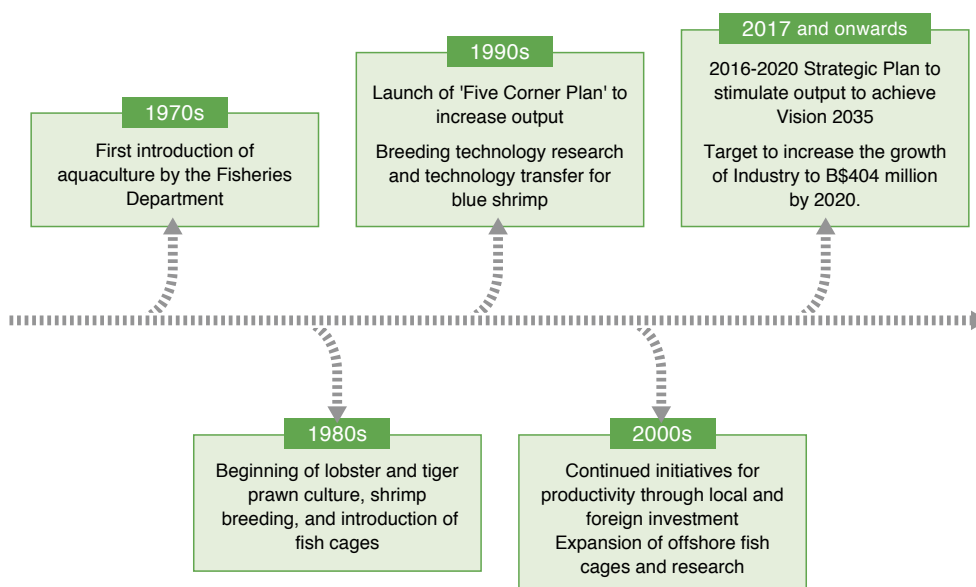 1970s
First introduction of
aquaculture by the Fisheries
Department
1980s
Beginning of lobster and tiger
prawn culture, shrimp
breeding, and introduction of
fish cages
1990s
Launch of 'Five Corner Plan' to
increase output
Breeding technology research
and technology transfer for
blue shrimp
2000s
Continued initiatives for
productivity through local and
foreign investment
Expansion of offshore fish
cages and research
2017 and onwards
2016-2020 Strategic Plan to
stimulate output to achieve
Vision 2035
Target to increase the growth
of Industry to B$404 million
by 2020.